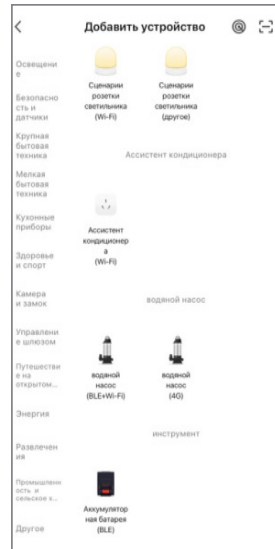 Добавить устройство
Освещени
е
Безопасно
сть и
датчики
Крупная
бытовая
техника
Мелкая
бытовая
техника
Кухонные
приборы
Здоровье
и спорт
Камера
и замок
Управлени
е шлюзом
Путешестви
е на
открытом...
Энергия
Развлечен
ия
Промышленн
ость и
сельское к...
Другое
Сценарии
розетки
светильника
(Wi-Fi)
Сценарии
розетки
светильника
(другое)
Ассистент кондиционера
Ассистент
кондиционер
а
(Wi-Fi)
водяной насос
водяной
насос
(BLE+Wi-Fi)
водяной
насос
(4G)
инструмент
Аккумулятор
ная батарея
(BLE)